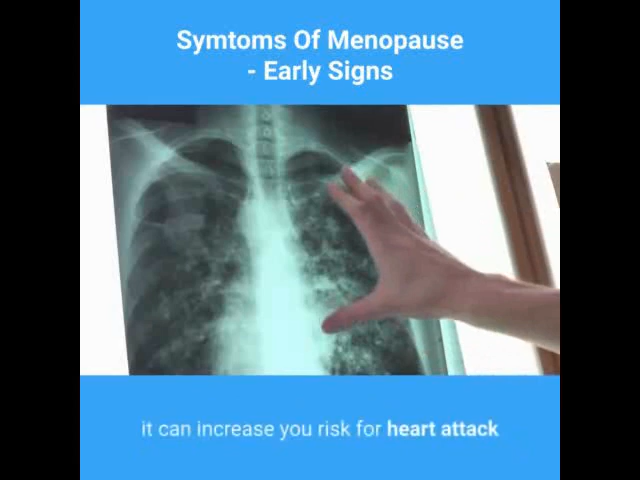 Symtoms Of Menopause
- Early Signs
it can increase you risk for heart attack